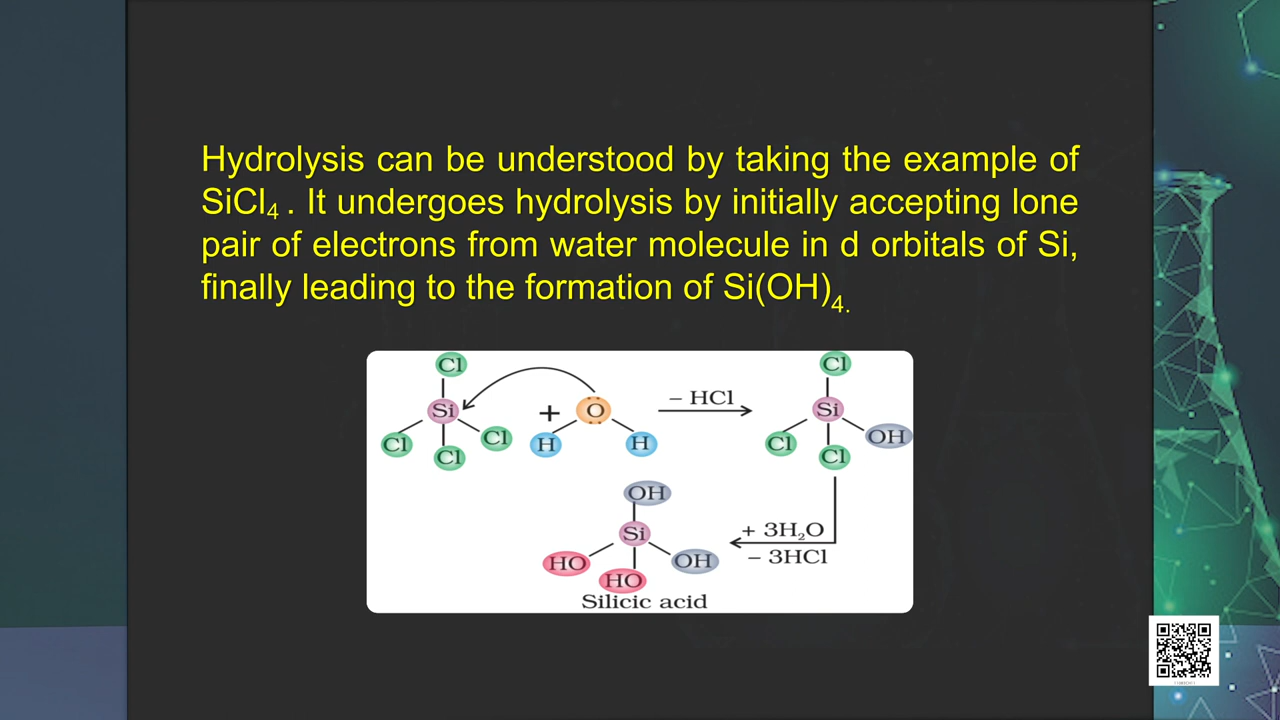 Hydrolysis can be understood by taking the example of
SiCl₄ . It undergoes hydrolysis by initially accepting lone
pair of electrons from water molecule in d orbitals of Si,
finally leading to the formation of Si(OH)₄.
Cl
Si
Cl
Cl
Cl
+
O
H
H
– HCl
Cl
Si
Cl
Cl
OH
+ 3H₂O
– 3HCl
OH
Si
HO
HO
OH
Silicic acid